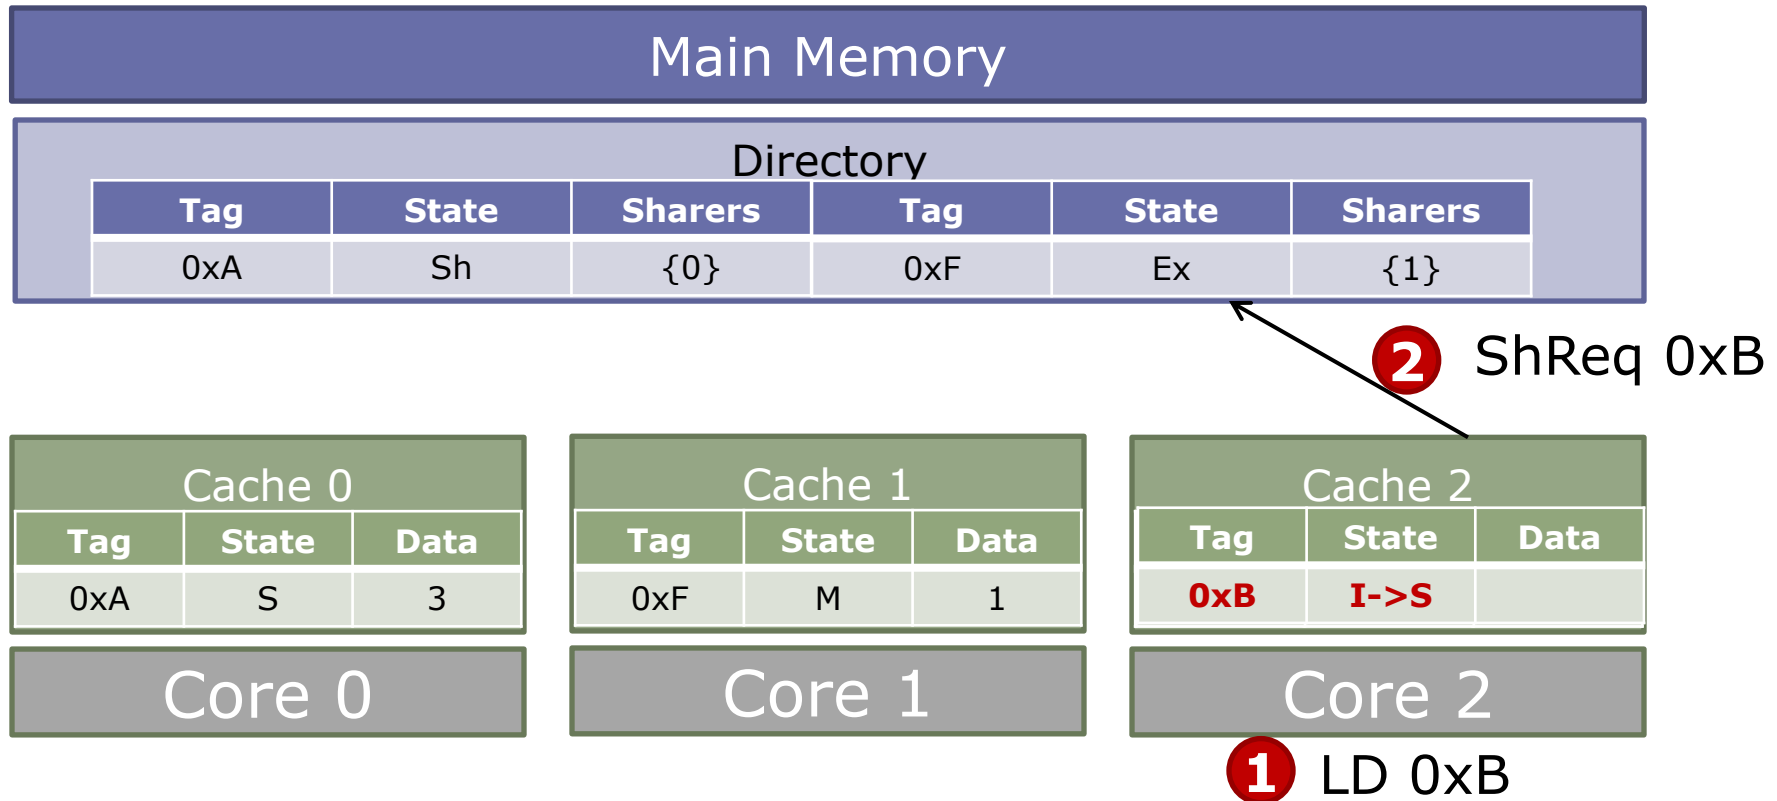 Main Memory
Directory
Tag State Sharers Tag State Sharers
0xA Sh {0} 0xF Ex {1}
2 ShReq 0xB
Cache 0 Cache 1 Cache 2
Tag State Data Tag State Data Tag State Data
0xA S 3 0xF M 1 0xB I->S
Core 0 Core 1 Core 2
1 LD 0xB